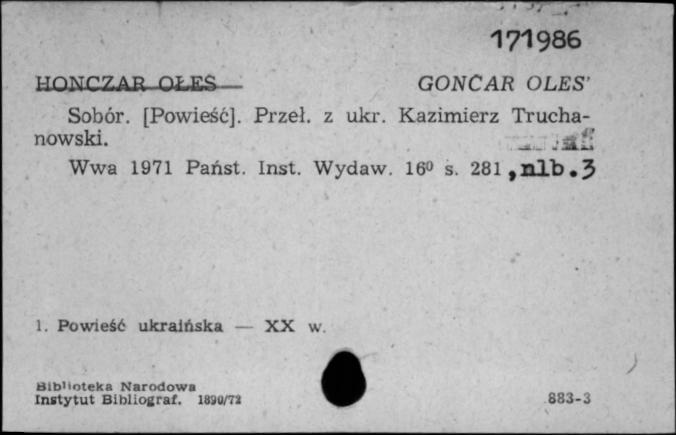 171986
HONCZAR OŁES GONČAR OLES'
Sobór. [Powieść]. Przeł. z ukr. Kazimierz Trucha-
nowski.
Wwa 1971 Państ. Inst. Wydaw. 16⁰ s. 281, nlb. 3
1. Powieść ukraińska — XX w.
Biblioteka Narodowa
Instytut Bibliograf. 1890/72 883-3